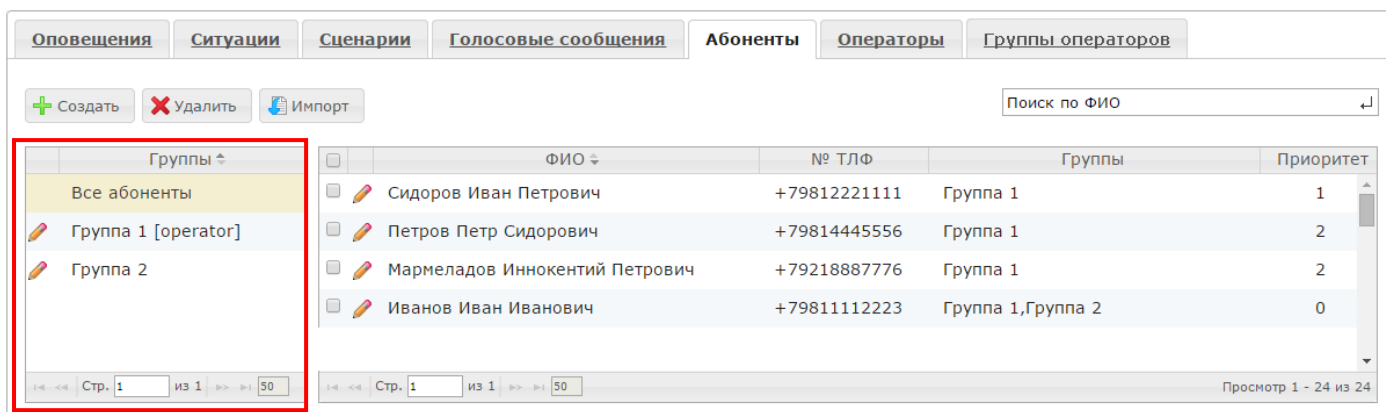 Оповещения Ситуации Сценарии Голосовые сообщения Абоненты Операторы Группы операторов
Создать Удалить Импорт Поиск по ФИО
Группы ФИО № ТЛФ Группы Приоритет
Все абоненты Сидоров Иван Петрович +79812221111 Группа 1 1
Группа 1 [operator] Петров Петр Сидорович +79814445556 Группа 1 2
Группа 2 Мармеладов Иннокентий Петрович +79218887776 Группа 1 2
Иванов Иван Иванович +79811112223 Группа 1,Группа 2 0
Стр. 1 из 1 50 Стр. 1 из 1 50 Просмотр 1 - 24 из 24